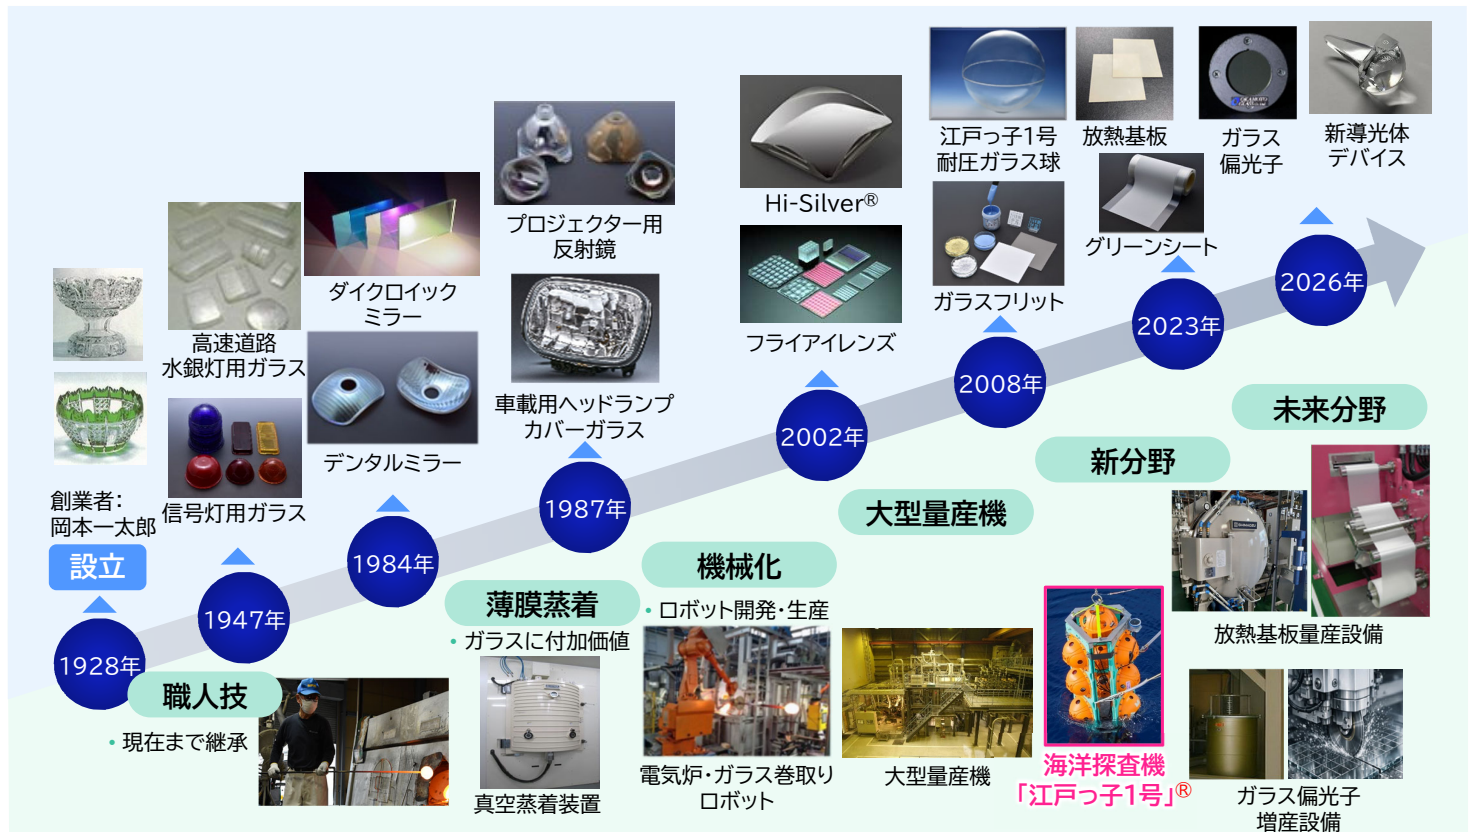 創業者：
岡本一太郎
設立
1928年
職人技
・現在まで継承
高速道路
水銀灯用ガラス
信号灯用ガラス
1947年
ダイクロイック
ミラー
デンタルミラー
1984年
薄膜蒸着
・ガラスに付加価値
真空蒸着装置
プロジェクター用
反射鏡
車載用ヘッドランプ
カバーガラス
1987年
機械化
・ロボット開発・生産
電気炉・ガラス巻取り
ロボット
Hi-Silver®
フライアイレンズ
2002年
大型量産機
大型量産機
江戸っ子1号
耐圧ガラス球
ガラスフリット
2008年
新分野
海洋探査機
「江戸っ子1号」®
放熱基板
グリーンシート
2023年
ガラス
偏光子
新導光体
デバイス
2026年
未来分野
放熱基板量産設備
ガラス偏光子
増産設備